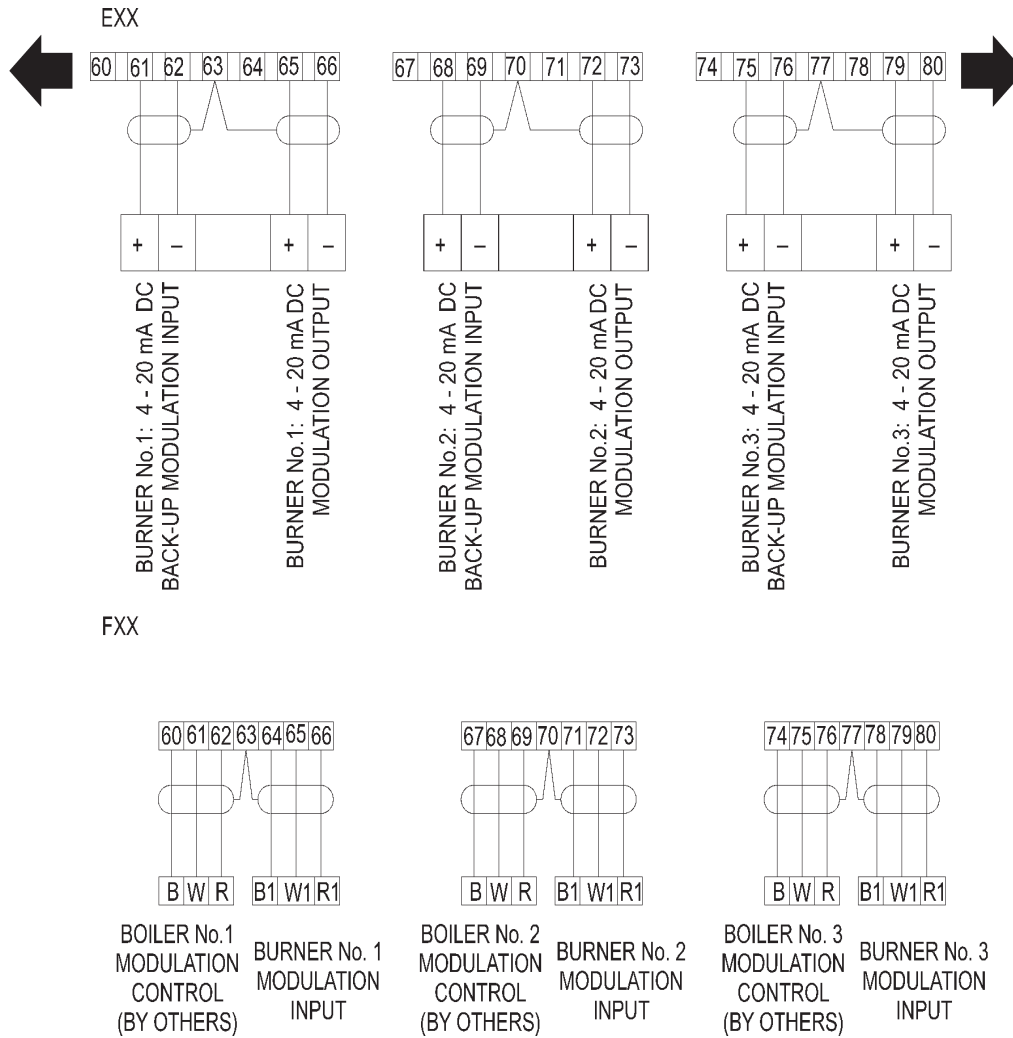 EXX
60 61 62 63 64 65 66
67 68 69 70 71 72 73
74 75 76 77 78 79 80
+ – + –
+ – + –
+ – + –
BURNER No.1: 4 - 20 mA DC
BACK-UP MODULATION INPUT
BURNER No.1: 4 - 20 mA DC
MODULATION OUTPUT
BURNER No.2: 4 - 20 mA DC
BACK-UP MODULATION INPUT
BURNER No.2: 4 - 20 mA DC
MODULATION OUTPUT
BURNER No.3: 4 - 20 mA DC
BACK-UP MODULATION INPUT
BURNER No.3: 4 - 20 mA DC
MODULATION OUTPUT
FXX
60 61 62 63 64 65 66
67 68 69 70 71 72 73
74 75 76 77 78 79 80
B W R B1 W1 R1
B W R B1 W1 R1
B W R B1 W1 R1
BOILER No.1
MODULATION
CONTROL
(BY OTHERS)
BURNER No. 1
MODULATION
INPUT
BOILER No. 2
MODULATION
CONTROL
(BY OTHERS)
BURNER No. 2
MODULATION
INPUT
BOILER No. 3
MODULATION
CONTROL
(BY OTHERS)
BURNER No. 3
MODULATION
INPUT